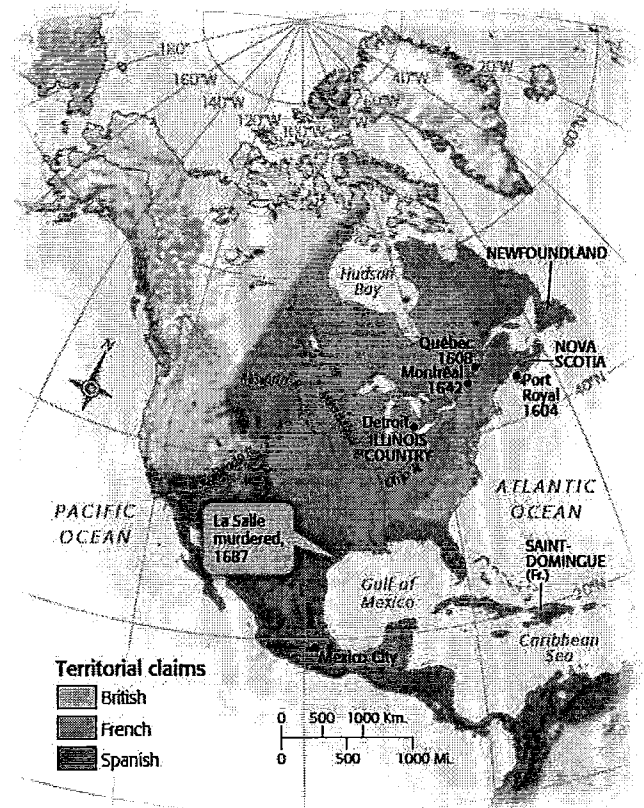 180°
160°W
140°W
120°W
100°W
40°W
20°W
60°N
Hudson
Bay
NEWFOUNDLAND
Québec
1608
Montréal
1642
NOVA
SCOTIA
Port
Royal
1604
40°N
Detroit
ILLINOIS
COUNTRY
Ohio R.
PACIFIC
OCEAN
ATLANTIC
OCEAN
La Salle
murdered,
1687
Gulf of
Mexico
SAINT-
DOMINGUE
(Fr.)
20°N
Caribbean
Sea
Mexico City
N
Territorial claims
British
French
Spanish
0 500 1000 Km.
0 500 1000 Mi.